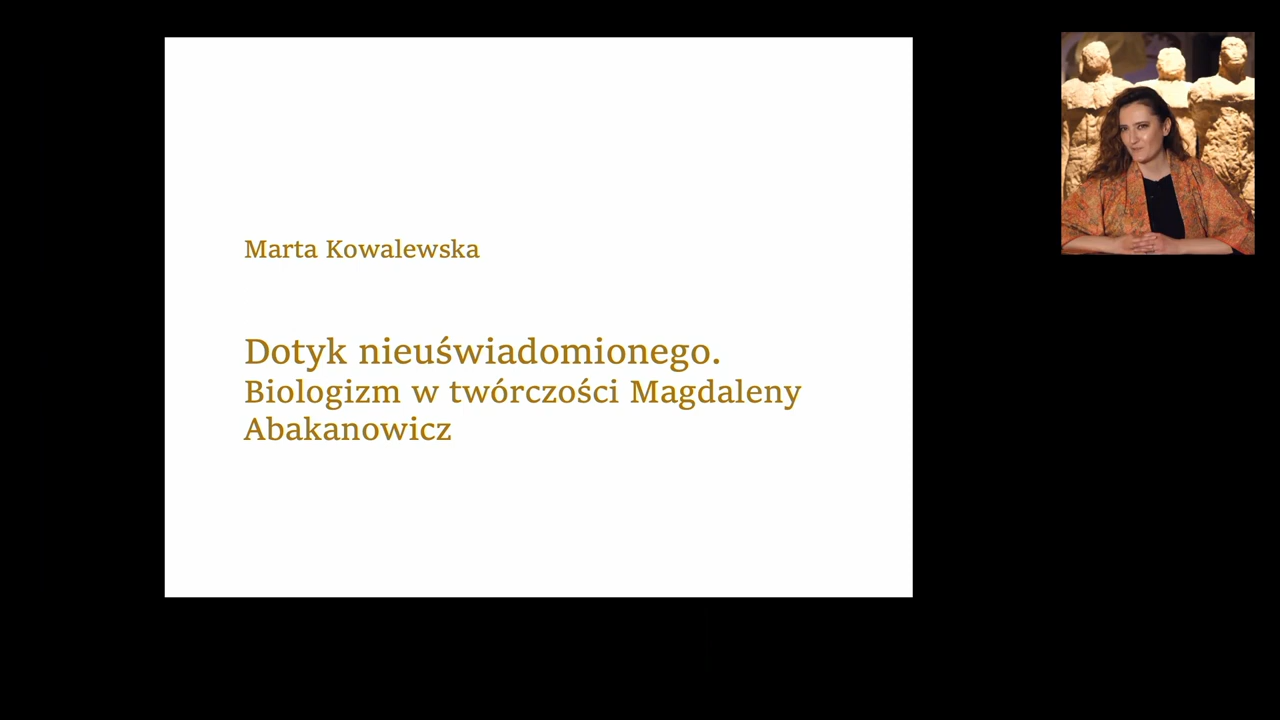 Marta Kowalewska
Dotyk nieuświadomionego.
Biologizm w twórczości Magdaleny
Abakanowicz